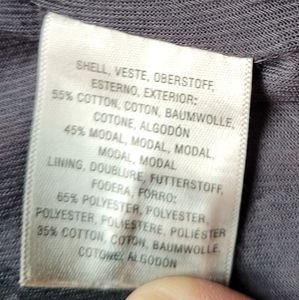 SHELL, VESTE, OBERSTOFF,
ESTERNO, EXTERIOR:
55% COTTON, COTON, BAUMWOLLE,
COTONE, ALGODÓN
45% MODAL, MODAL, MODAL,
MODAL, MODAL
LINING, DOUBLURE, FUTTERSTOFF,
FODERA, FORRO:
65% POLYESTER, POLYESTER,
POLYESTER, POLIESTERE, POLIÉSTER
35% COTTON, COTON, BAUMWOLLE,
COTONE, ALGODÓN